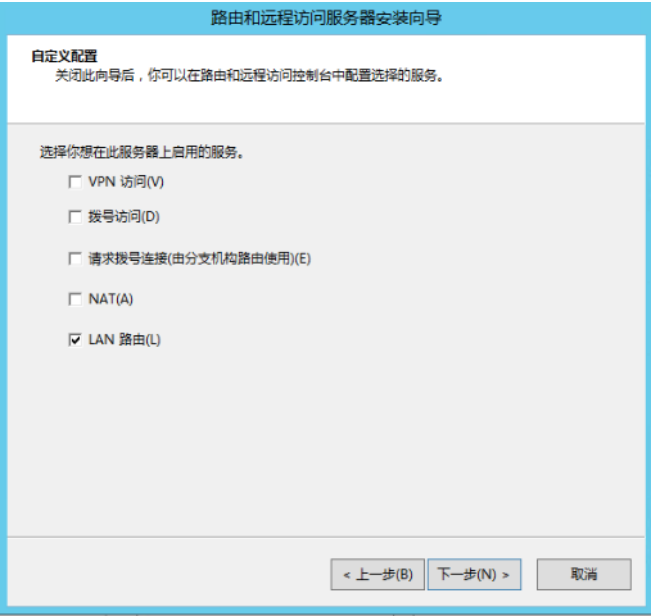 路由和远程访问服务器安装向导
自定义配置
关闭此向导后，你可以在路由和远程访问控制台中配置选择的服务。
选择你想在此服务器上启用的服务。
VPN 访问(V)
拨号访问(D)
请求拨号连接(由分支机构路由使用)(E)
NAT(A)
LAN 路由(L)
< 上一步(B) 下一步(N) > 取消